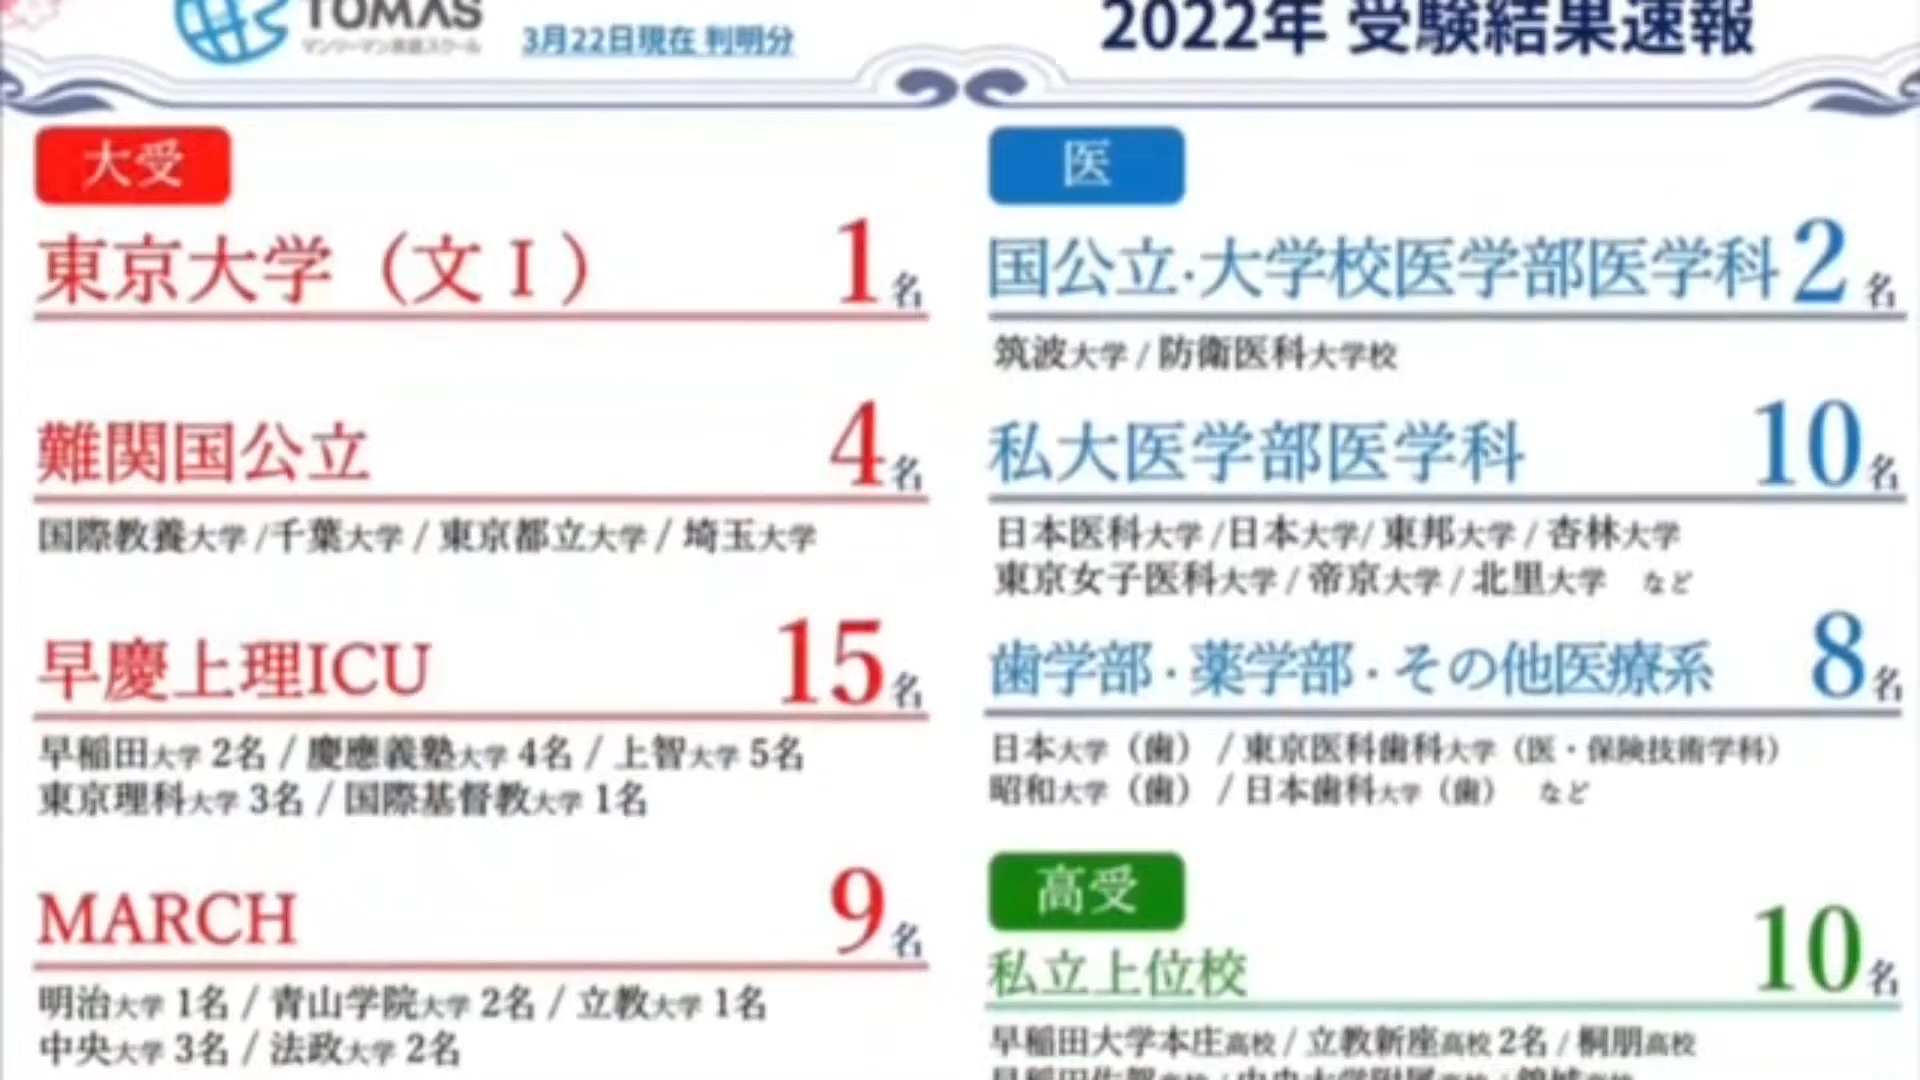 TOMAS
マンツーマン英語スクール
3月22日現在 判明分
2022年 受験結果速報
大受
東京大学（文Ⅰ） 1名
難関国公立 4名
国際教養大学 / 千葉大学 / 東京都立大学 / 埼玉大学
早慶上理ICU 15名
早稲田大学 2名 / 慶應義塾大学 4名 / 上智大学 5名
東京理科大学 3名 / 国際基督教大学 1名
MARCH 9名
明治大学 1名 / 青山学院大学 2名 / 立教大学 1名
中央大学 3名 / 法政大学 2名
医
国公立·大学校医学部医学科 2名
筑波大学 / 防衛医科大学校
私大医学部医学科 10名
日本医科大学 / 日本大学 / 東邦大学 / 杏林大学
東京女子医科大学 / 帝京大学 / 北里大学 など
歯学部·薬学部·その他医療系 8名
日本大学（歯） / 東京医科歯科大学（医・保険技術学科）
昭和大学（歯） / 日本歯科大学（歯） など
高受
私立上位校 10名
早稲田大学本庄高校 / 立教新座高校 2名 / 桐朋高校